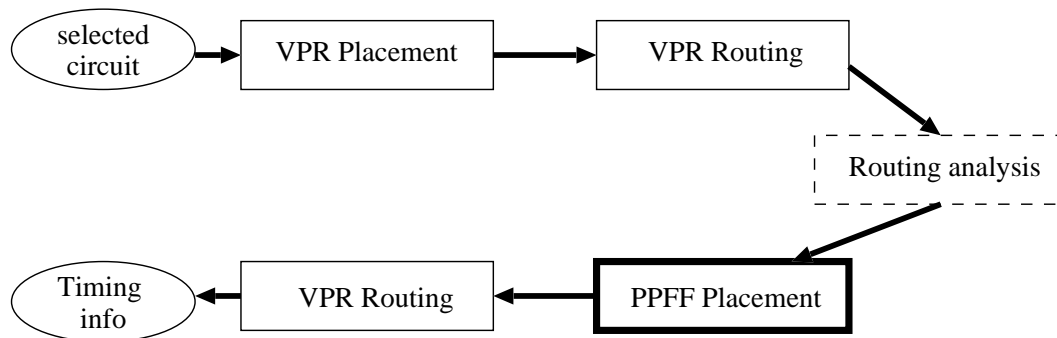 selected
circuit
VPR Placement
VPR Routing
Routing analysis
PPFF Placement
VPR Routing
Timing
info